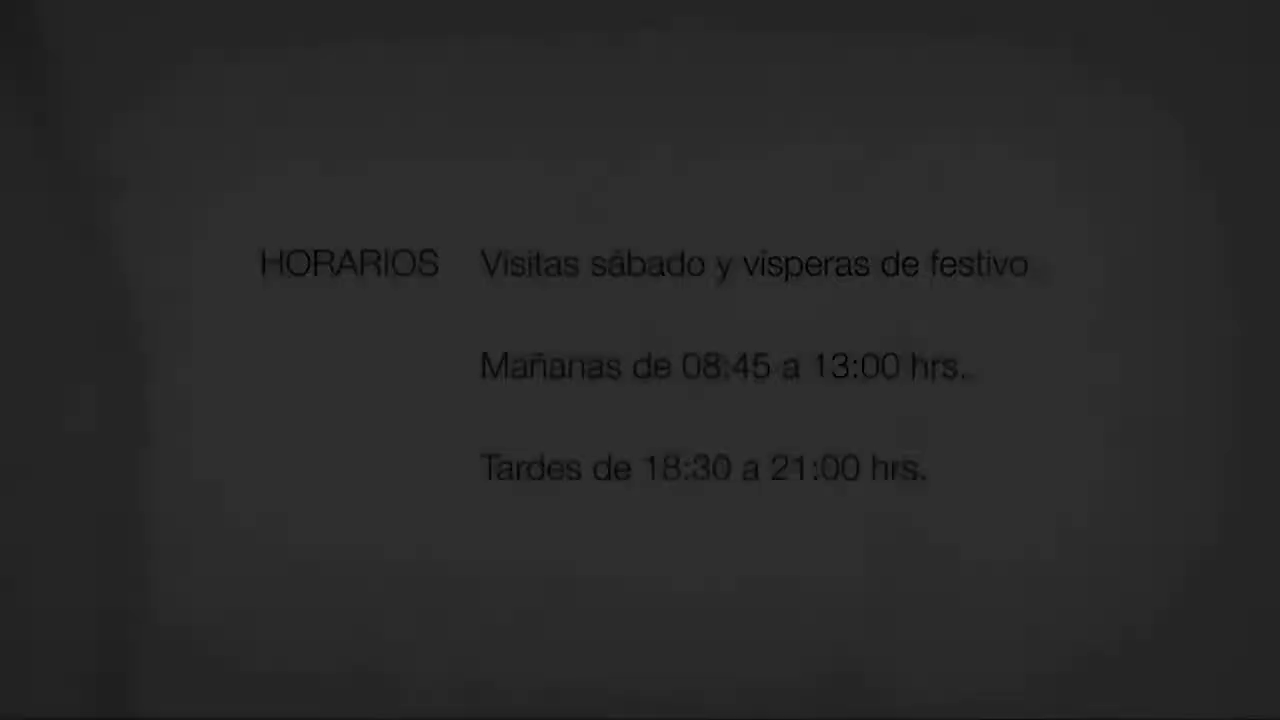 HORARIOS Visitas sábado y visperas de festivo
Mañanas de 08:45 a 13:00 hrs.
Tardes de 18:30 a 21:00 hrs.